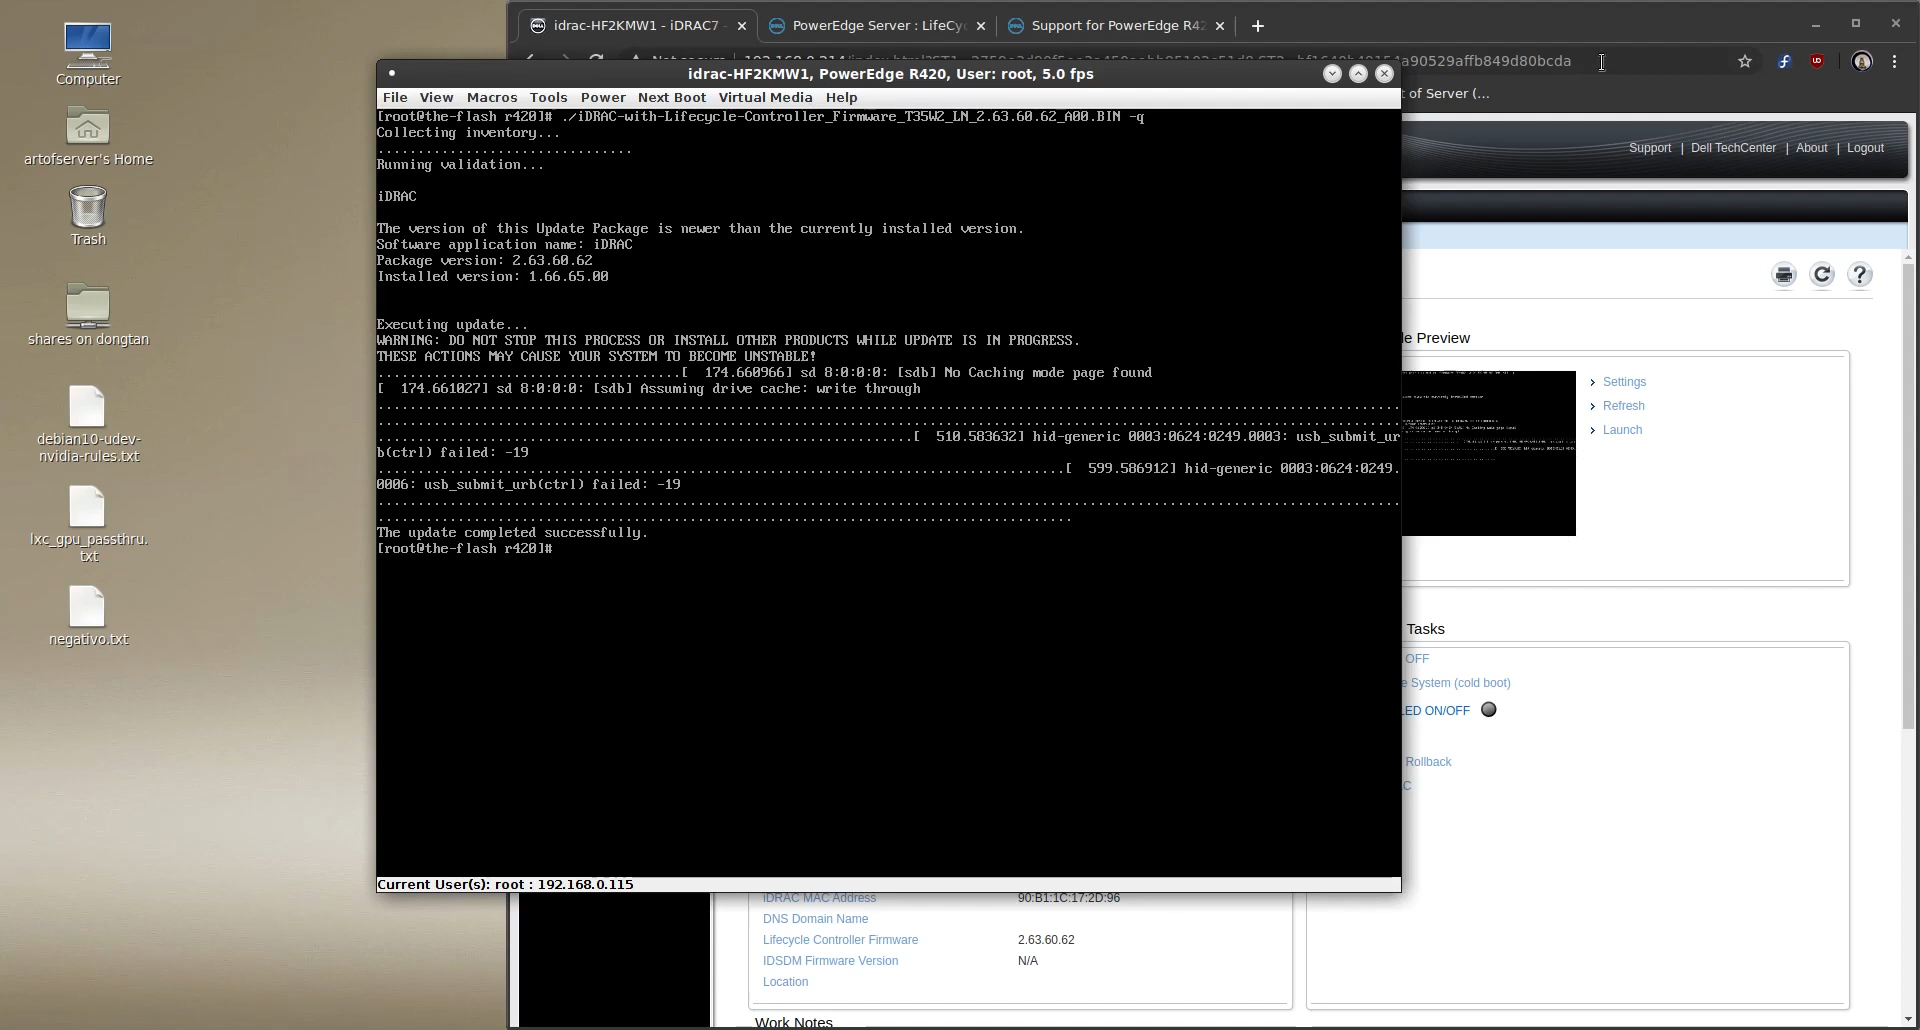 Computer
artofserver's Home
Trash
shares on dongtan
debian10-udev-
nvidia-rules.txt
lxc_gpu_passthru.
txt
negativo.txt
idrac-HF2KMW1 - iDRAC7 -
PowerEdge Server : LifeCyc
Support for PowerEdge R42
a90529affb849d80bcda
t of Server (...
idrac-HF2KMW1, PowerEdge R420, User: root, 5.0 fps
File View Macros Tools Power Next Boot Virtual Media Help
[root@the-flash r420]# ./iDRAC-with-Lifecycle-Controller_Firmware_T35W2_LN_2.63.60.62_A00.BIN -q
Collecting inventory...
................................
Running validation...
iDRAC
The version of this Update Package is newer than the currently installed version.
Software application name: iDRAC
Package version: 2.63.60.62
Installed version: 1.66.65.00
Executing update...
WARNING: DO NOT STOP THIS PROCESS OR INSTALL OTHER PRODUCTS WHILE UPDATE IS IN PROGRESS.
THESE ACTIONS MAY CAUSE YOUR SYSTEM TO BECOME UNSTABLE!
......................................[  174.660966] sd 8:0:0:0: [sdb] No Caching mode page found
[  174.661027] sd 8:0:0:0: [sdb] Assuming drive cache: write through
[  510.583632] hid-generic 0003:0624:0249.0003: usb_submit_ur
b(ctrl) failed: -19
[  599.586912] hid-generic 0003:0624:0249.
0006: usb_submit_urb(ctrl) failed: -19
The update completed successfully.
[root@the-flash r420]#
Current User(s): root : 192.168.0.115
Support | Dell TechCenter | About | Logout
le Preview
Settings
Refresh
Launch
Tasks
OFF
e System (cold boot)
LED ON/OFF
Rollback
C
iDRAC MAC Address 90:B1:1C:17:2D:96
DNS Domain Name
Lifecycle Controller Firmware 2.63.60.62
IDSDM Firmware Version N/A
Location
Work Notes